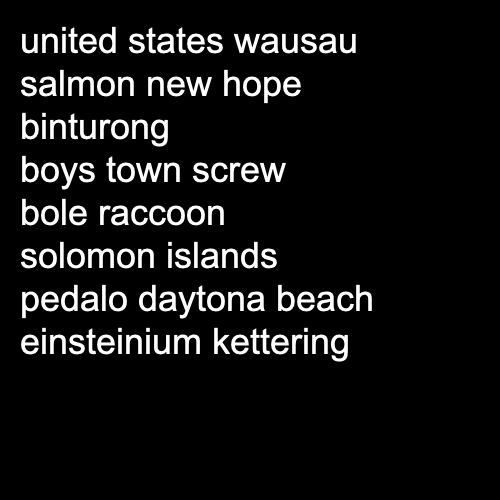 united states wausau
salmon new hope
binturong
boys town screw
bole raccoon
solomon islands
pedalo daytona beach
einsteinium kettering